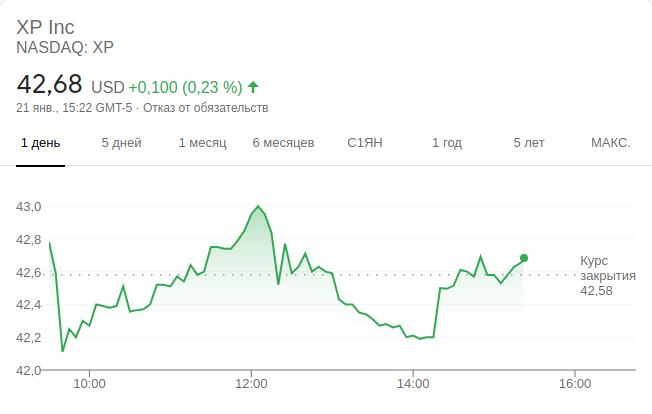 XP Inc
NASDAQ: XP
42,68 USD +0,100 (0,23 %)
21 янв., 15:22 GMT-5 · Отказ от обязательств
1 день 5 дней 1 месяц 6 месяцев С1ЯН 1 год 5 лет МАКС.
43,0
42,8
42,6
42,4
42,2
42,0
Курс
закрытия
42,58
10:00 12:00 14:00 16:00